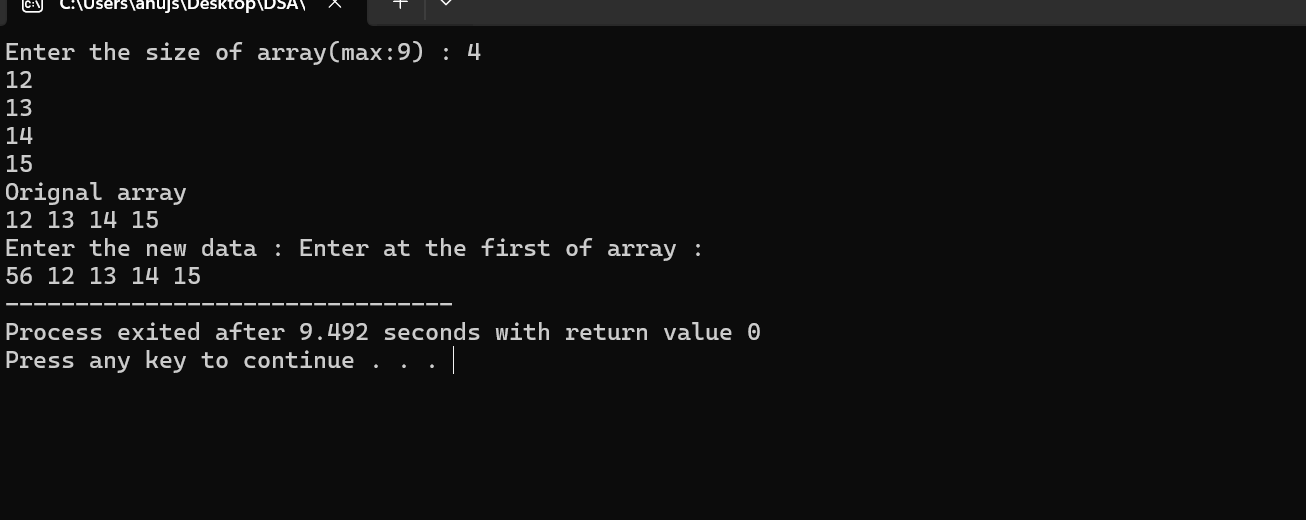 C:\Users\anujs\Desktop\DSA\
Enter the size of array(max:9) : 4
12
13
14
15
Orignal array
12 13 14 15
Enter the new data : Enter at the first of array :
56 12 13 14 15
--------------------------------
Process exited after 9.492 seconds with return value 0
Press any key to continue . . .